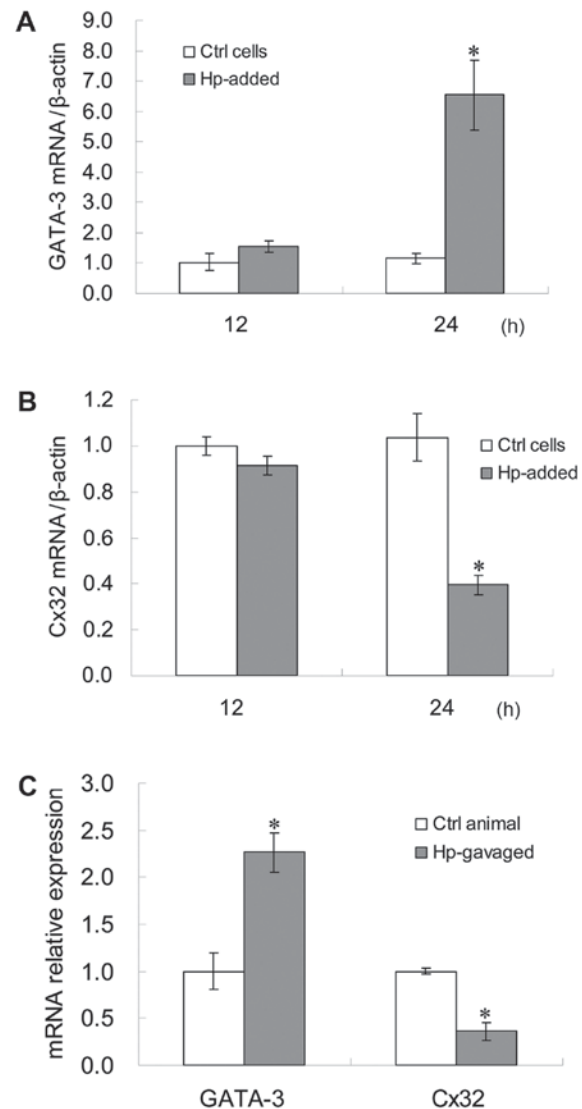 A
GATA-3 mRNA/β-actin
9.0
8.0
7.0
6.0
5.0
4.0
3.0
2.0
1.0
0.0
Ctrl cells
Hp-added
*
12
24
(h)
B
Cx32 mRNA/β-actin
1.2
1.0
0.8
0.6
0.4
0.2
0.0
Ctrl cells
Hp-added
*
12
24
(h)
C
mRNA relative expression
3.0
2.5
2.0
1.5
1.0
0.5
0.0
Ctrl animal
Hp-gavaged
*
*
GATA-3
Cx32